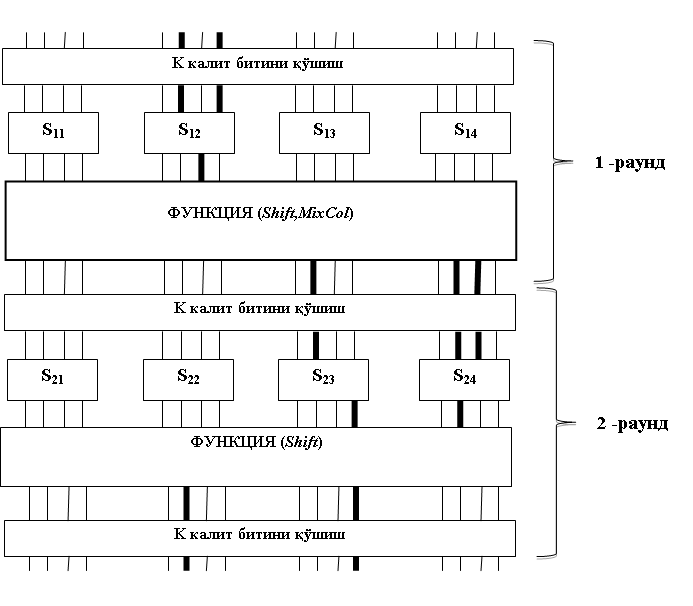 К калит битини қўшиш
S11 S12 S13 S14
1 -раунд
ФУНКЦИЯ (Shift,MixCol)
К калит битини қўшиш
S21 S22 S23 S24
2 -раунд
ФУНКЦИЯ (Shift)
К калит битини қўшиш